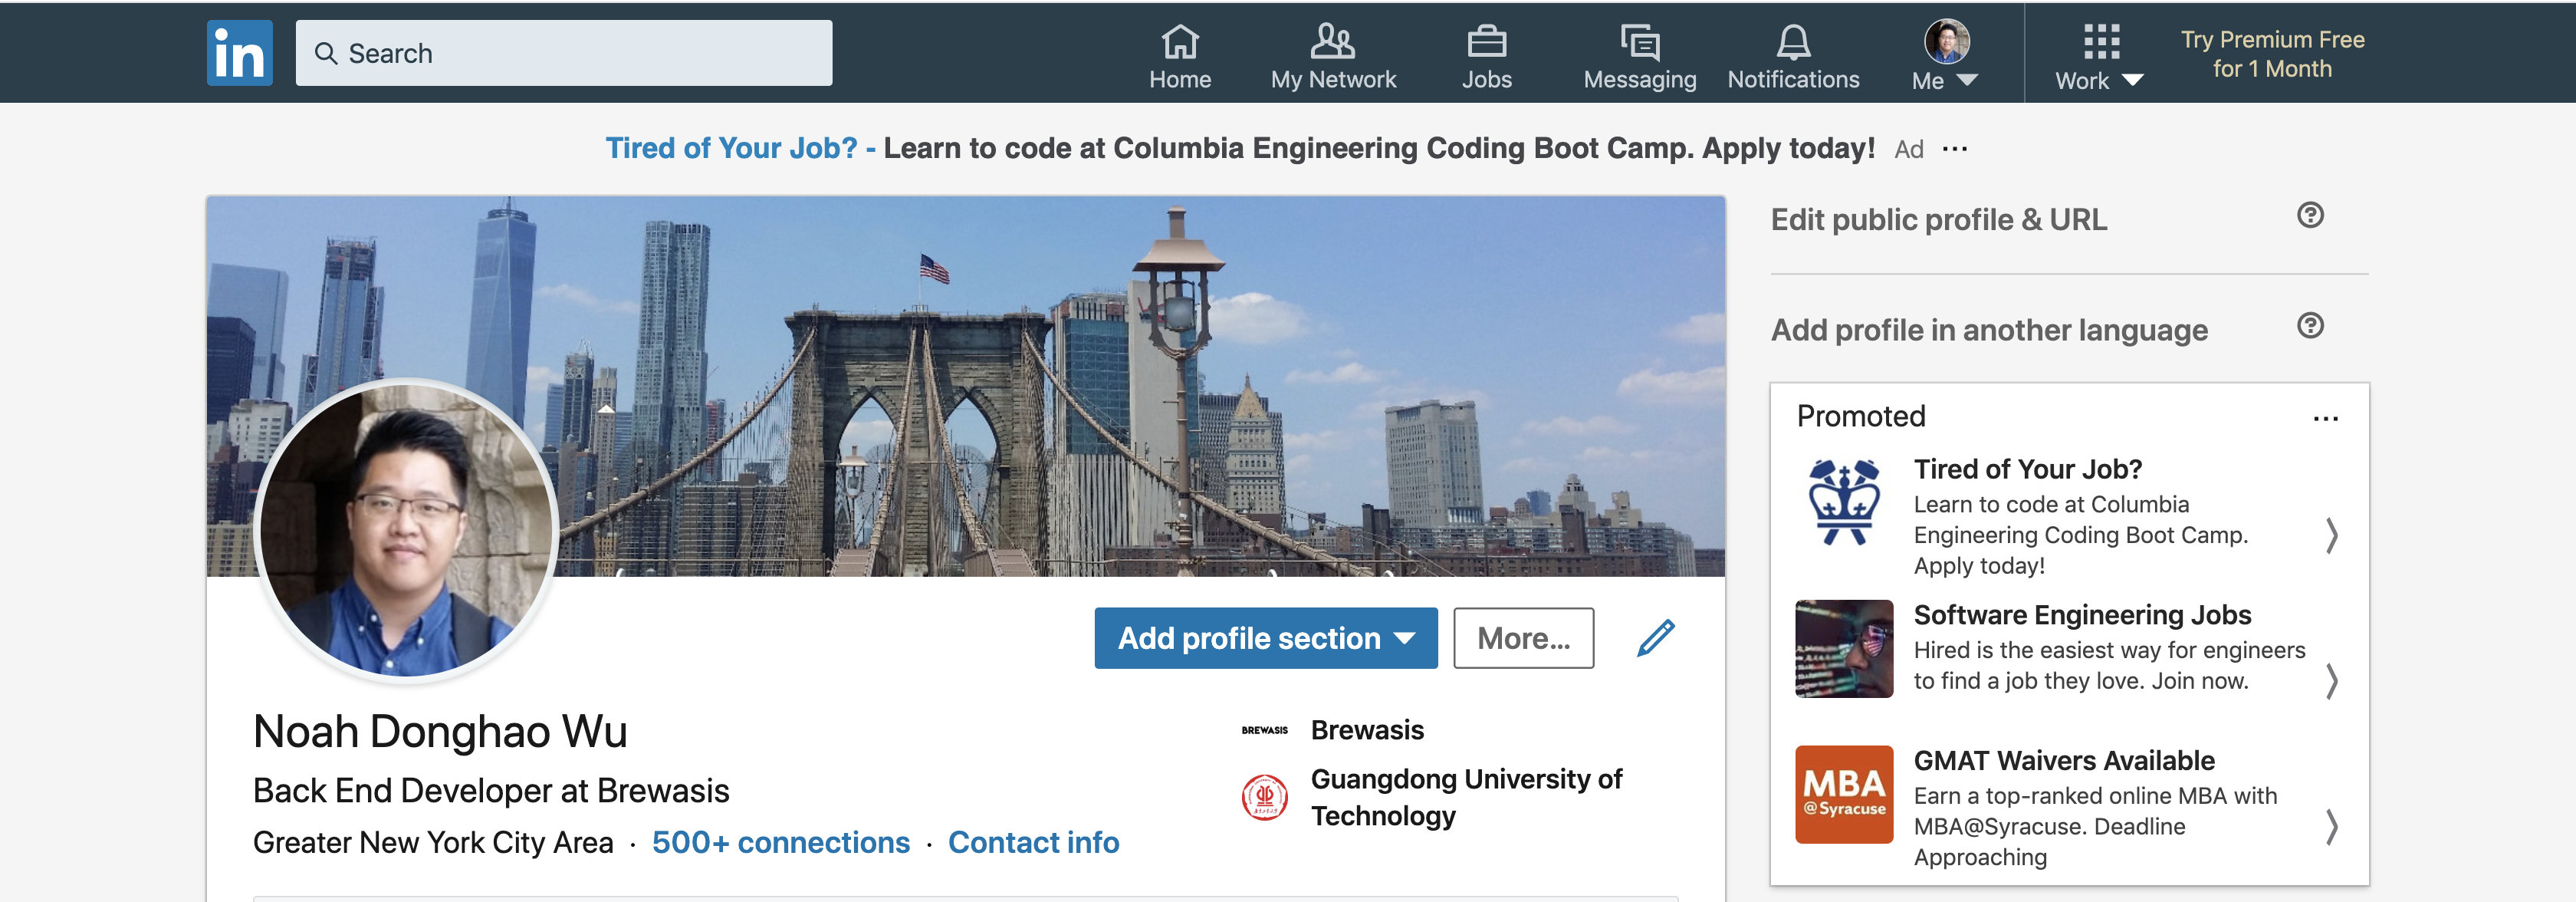 in
Search
Home
My Network
Jobs
Messaging
Notifications
Me
Work
Try Premium Free
for 1 Month
Tired of Your Job? - Learn to code at Columbia Engineering Coding Boot Camp. Apply today! Ad ...
Edit public profile & URL
Add profile in another language
Add profile section
More...
Noah Donghao Wu
Back End Developer at Brewasis
Greater New York City Area · 500+ connections · Contact info
BREWASIS
Brewasis
Guangdong University of
Technology
Promoted
...
Tired of Your Job?
Learn to code at Columbia
Engineering Coding Boot Camp.
Apply today!
Software Engineering Jobs
Hired is the easiest way for engineers
to find a job they love. Join now.
MBA
@Syracuse
GMAT Waivers Available
Earn a top-ranked online MBA with
MBA@Syracuse. Deadline
Approaching